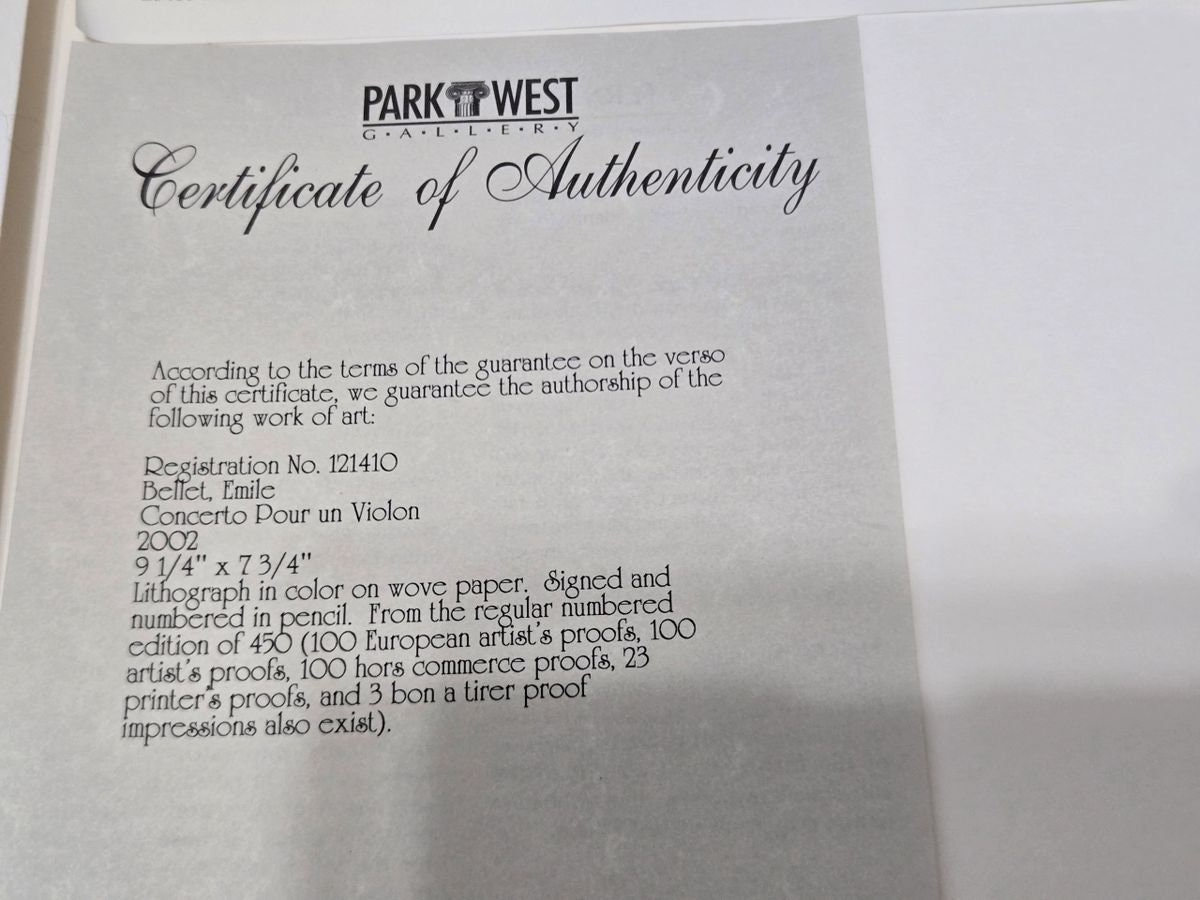 PARK WEST
G·A·L·L·E·R·Y
Certificate of Authenticity
According to the terms of the guarantee on the verso
of this certificate, we guarantee the authorship of the
following work of art:
Registration No. 121410
Bellet, Emile
Concerto Pour un Violon
2002
9 1/4" x 7 3/4"
Lithograph in color on wove paper. Signed and
numbered in pencil. From the regular numbered
edition of 450 (100 European artist's proofs, 100
artist's proofs, 100 hors commerce proofs, 23
printer's proofs, and 3 bon a tirer proof
impressions also exist).